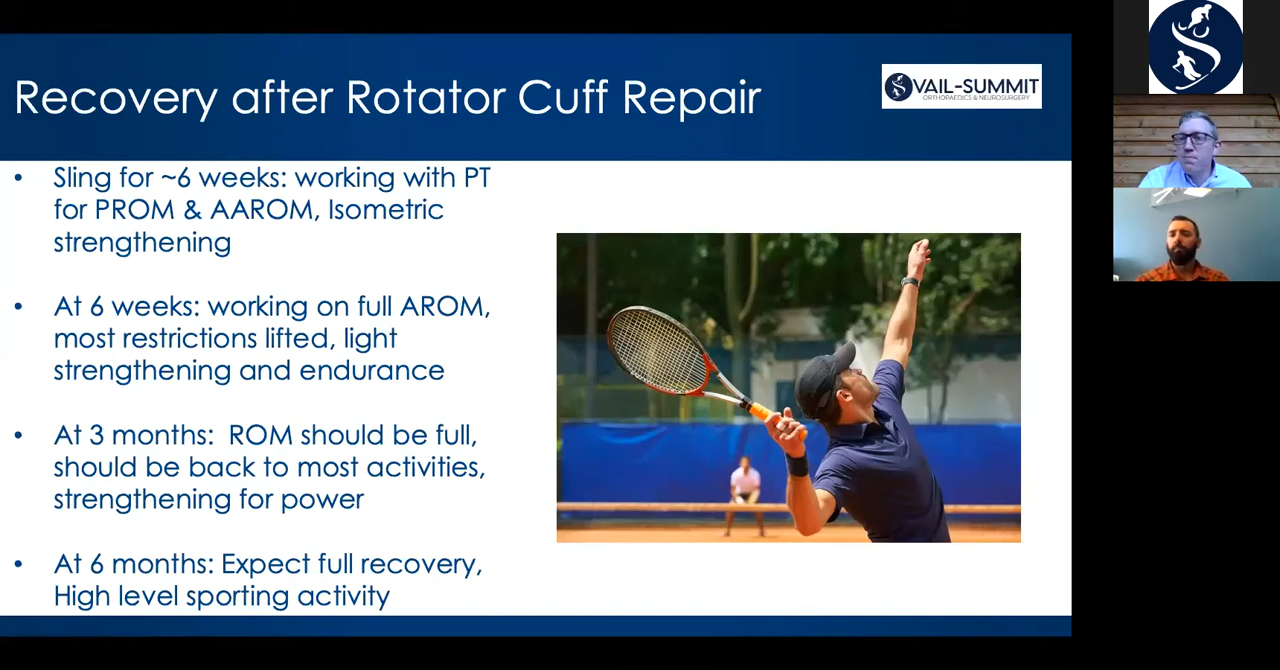 Recovery after Rotator Cuff Repair
VAIL-SUMMIT
ORTHOPAEDICS & NEUROSURGERY
• Sling for ~6 weeks: working with PT
for PROM & AAROM, Isometric
strengthening
• At 6 weeks: working on full AROM,
most restrictions lifted, light
strengthening and endurance
• At 3 months:  ROM should be full,
should be back to most activities,
strengthening for power
• At 6 months: Expect full recovery,
High level sporting activity